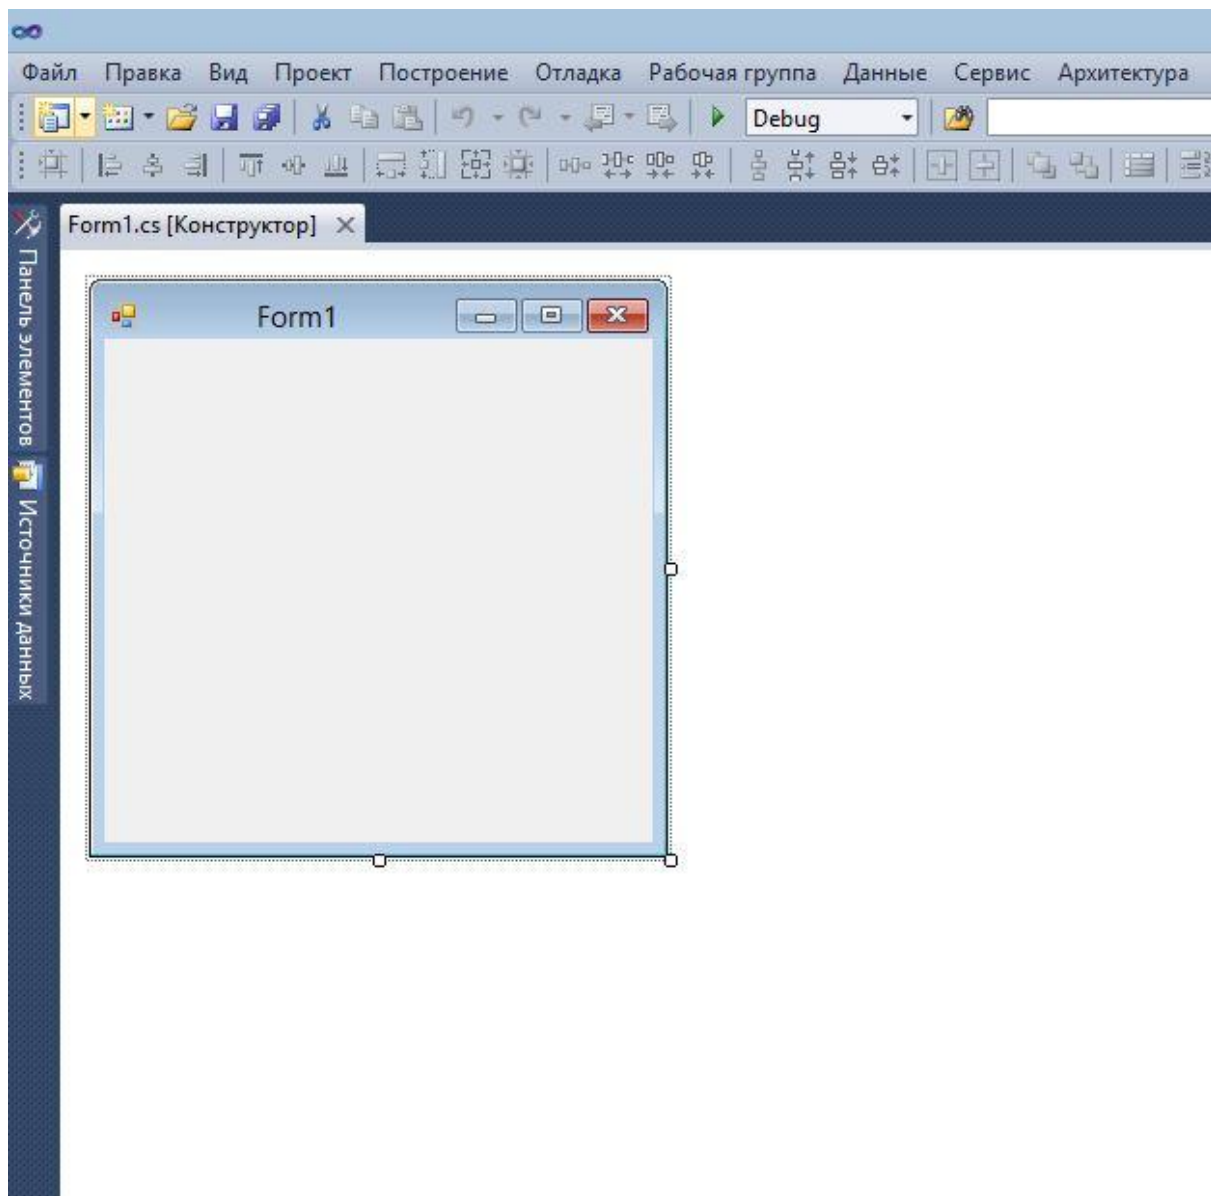 Файл Правка Вид Проект Построение Отладка Рабочая группа Данные Сервис Архитектура
Debug
Form1.cs [Конструктор]
Панель элементов
Источники данных
Form1